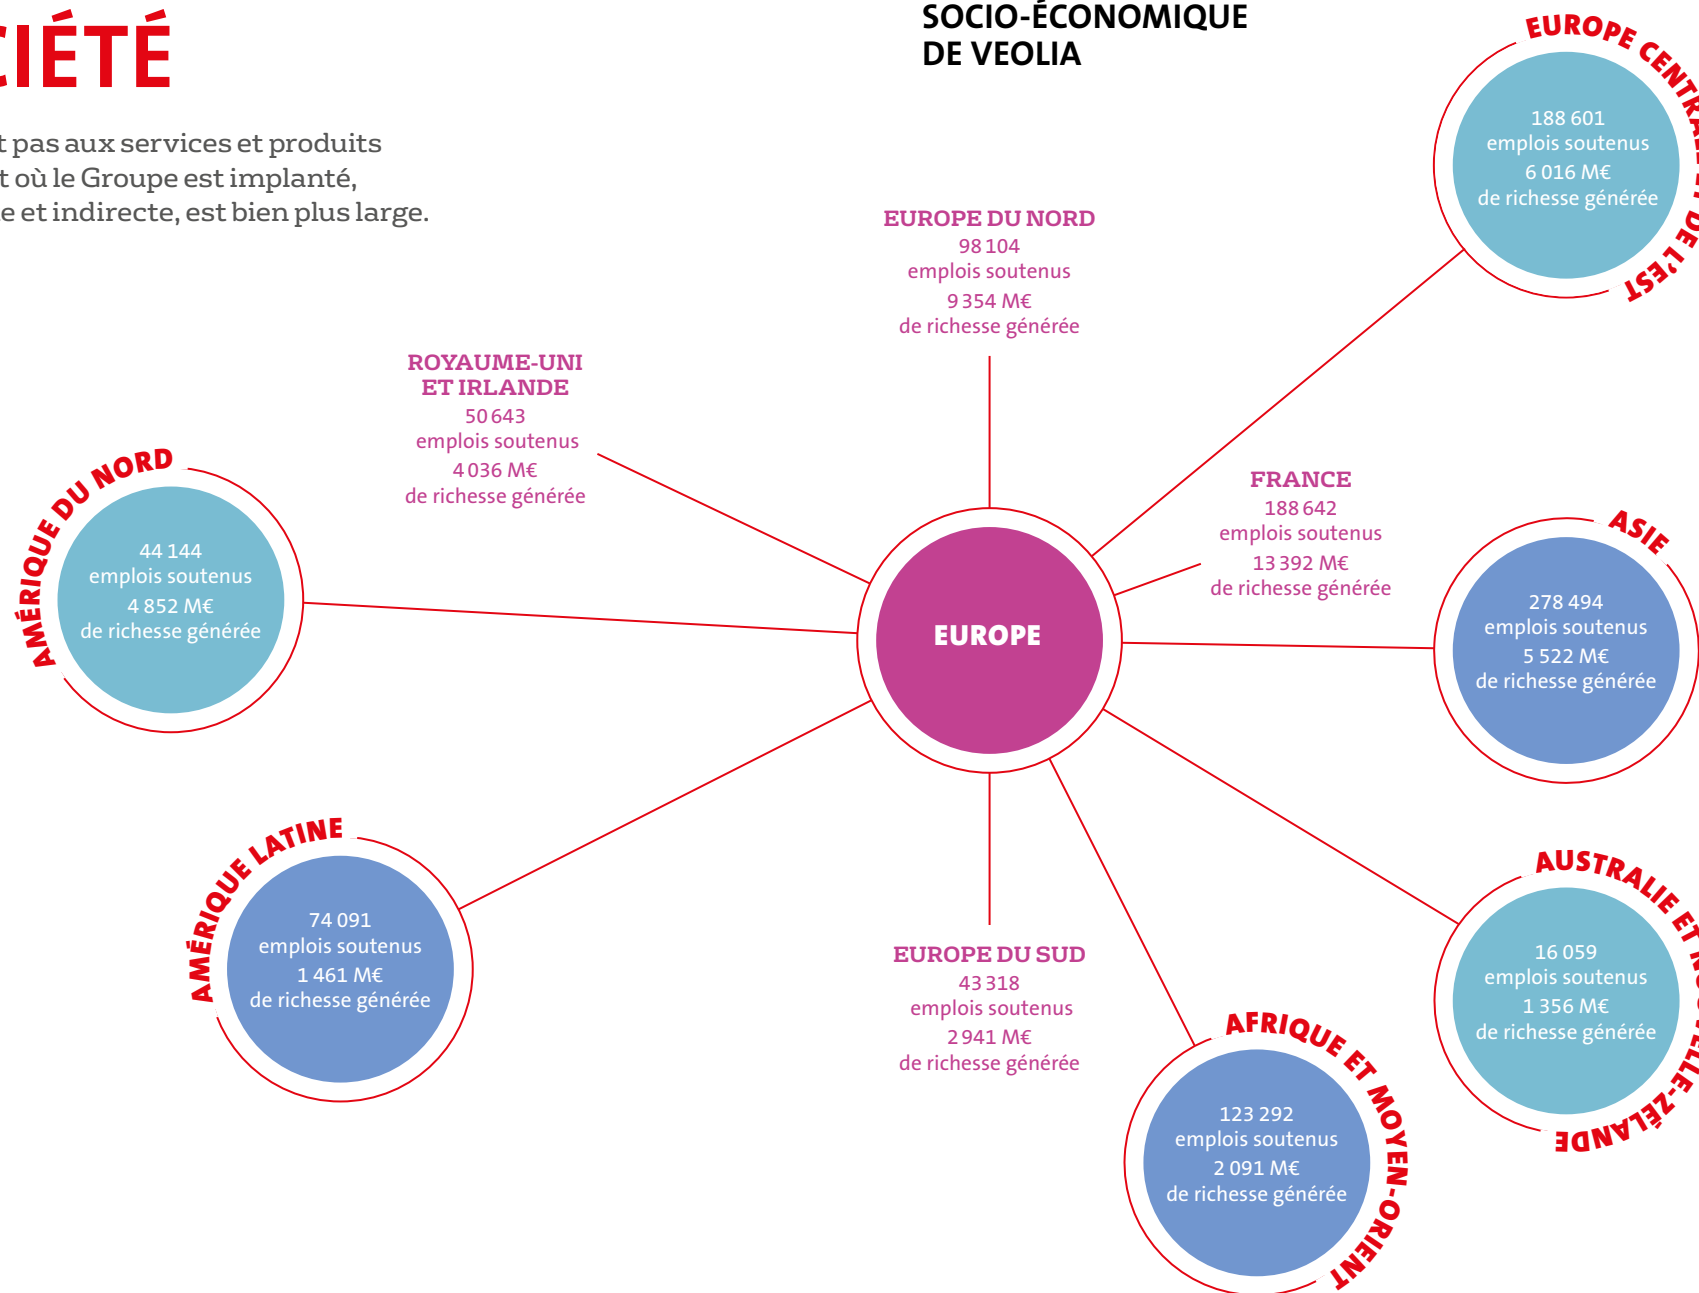 CIÉTÉ
t pas aux services et produits
t où le Groupe est implanté,
e et indirecte, est bien plus large.
SOCIO-ÉCONOMIQUE
DE VEOLIA
EUROPE CENTRALE ET DE L'EST
188 601
emplois soutenus
6 016 M€
de richesse générée
EUROPE DU NORD
98 104
emplois soutenus
9 354 M€
de richesse générée
ROYAUME-UNI
ET IRLANDE
50 643
emplois soutenus
4 036 M€
de richesse générée
FRANCE
188 642
emplois soutenus
13 392 M€
de richesse générée
AMÉRIQUE DU NORD
44 144
emplois soutenus
4 852 M€
de richesse générée
EUROPE
ASIE
278 494
emplois soutenus
5 522 M€
de richesse générée
AMÉRIQUE LATINE
74 091
emplois soutenus
1 461 M€
de richesse générée
EUROPE DU SUD
43 318
emplois soutenus
2 941 M€
de richesse générée
AUSTRALIE ET NOUVELLE-ZÉLANDE
16 059
emplois soutenus
1 356 M€
de richesse générée
AFRIQUE ET MOYEN-ORIENT
123 292
emplois soutenus
2 091 M€
de richesse générée